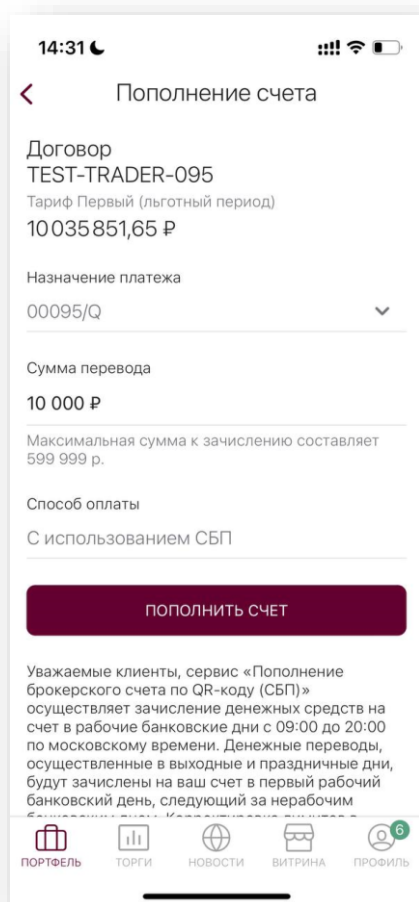 14:31
Пополнение счета
Договор
TEST-TRADER-095
Тариф Первый (льготный период)
10 035 851,65 ₽
Назначение платежа
00095/Q
Сумма перевода
10 000 ₽
Максимальная сумма к зачислению составляет
599 999 р.
Способ оплаты
С использованием СБП
ПОПОЛНИТЬ СЧЕТ
Уважаемые клиенты, сервис «Пополнение
брокерского счета по QR-коду (СБП)»
осуществляет зачисление денежных средств на
счет в рабочие банковские дни с 09:00 до 20:00
по московскому времени. Денежные переводы,
осуществленные в выходные и праздничные дни,
будут зачислены на ваш счет в первый рабочий
банковский день, следующий за нерабочим
6
ПОРТФЕЛЬ ТОРГИ НОВОСТИ ВИТРИНА ПРОФИЛЬ